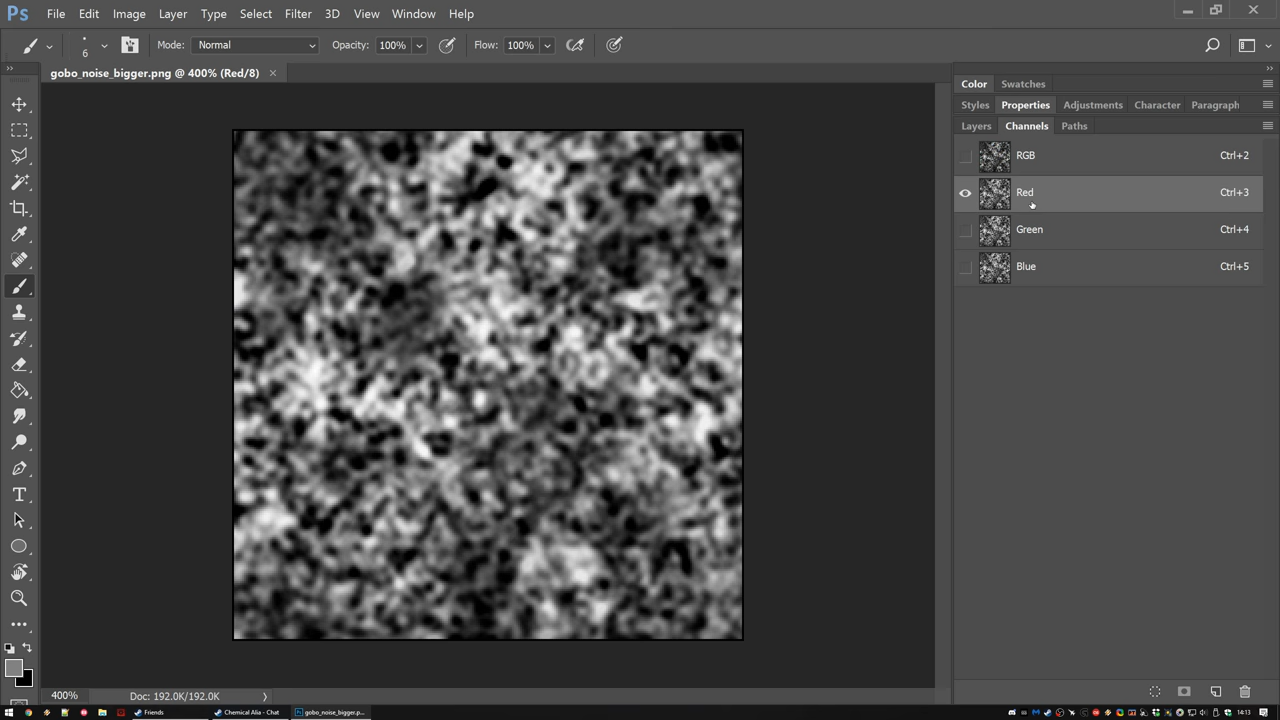 Ps File Edit Image Layer Type Select Filter 3D View Window Help
6 Mode: Normal Opacity: 100% Flow: 100%
gobo_noise_bigger.png @ 400% (Red/8) ×
Color Swatches
Styles Properties Adjustments Character Paragraph
Layers Channels Paths
RGB Ctrl+2
Red Ctrl+3
Green Ctrl+4
Blue Ctrl+5
400% Doc: 192.0K/192.0K
Friends Chemical Alia - Chat gobo_noise_bigger.p... 14:13